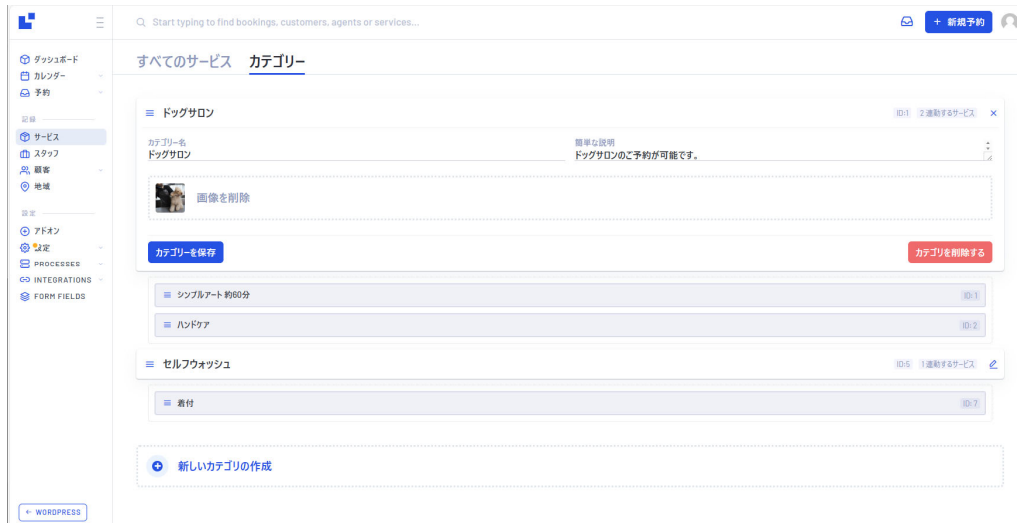 Start typing to find bookings, customers, agents or services...
+ 新規予約
ダッシュボード
カレンダー
予約
記録
サービス
スタッフ
顧客
地域
設定
アドオン
設定
PROCESSES
INTEGRATIONS
FORM FIELDS
← WORDPRESS
すべてのサービス カテゴリー
ドッグサロン ID:1 2:連動するサービス
カテゴリー名 簡単な説明
ドッグサロン ドッグサロンのご予約が可能です。
画像を削除
カテゴリーを保存 カテゴリを削除する
シンプルアート 約60分 ID: 1
ハンドケア ID: 2
セルフウォッシュ ID:5 1:連動するサービス
着付 ID: 7
新しいカテゴリの作成